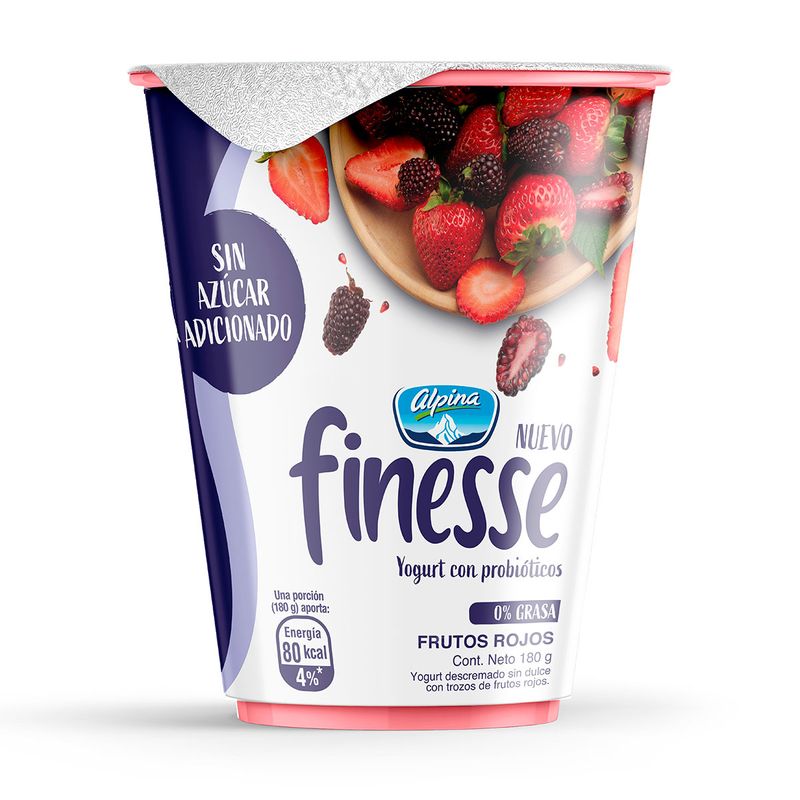 SIN
AZÚCAR
ADICIONADO
alpina
NUEVO
finesse
Yogurt con probióticos
0% GRASA
FRUTOS ROJOS
Cont. Neto 180 g
Yogurt descremado sin dulce
con trozos de frutos rojos.
Una porción
(180 g) aporta:
Energía
80 kcal
4%*